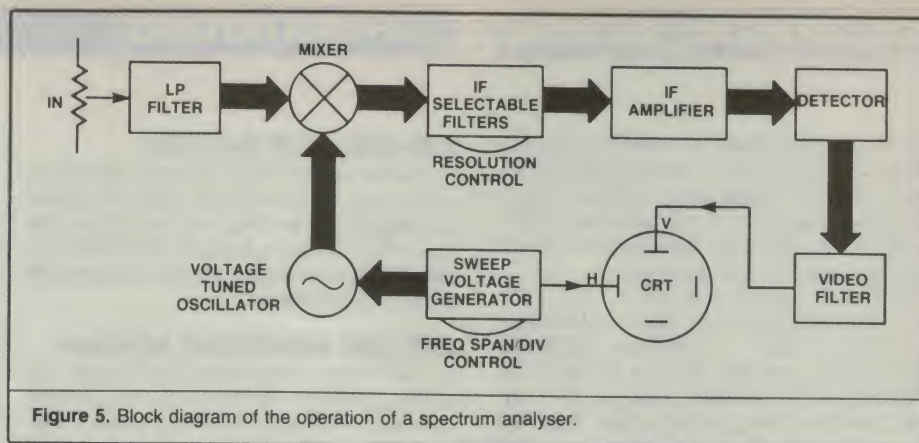 MIXER
IN
LP
FILTER
IF
SELECTABLE
FILTERS
IF
AMPLIFIER
DETECTOR
RESOLUTION
CONTROL
VOLTAGE
TUNED
OSCILLATOR
SWEEP
VOLTAGE
GENERATOR
H
V
CRT
VIDEO
FILTER
FREQ SPAN/DIV
CONTROL
Figure 5. Block diagram of the operation of a spectrum analyser.